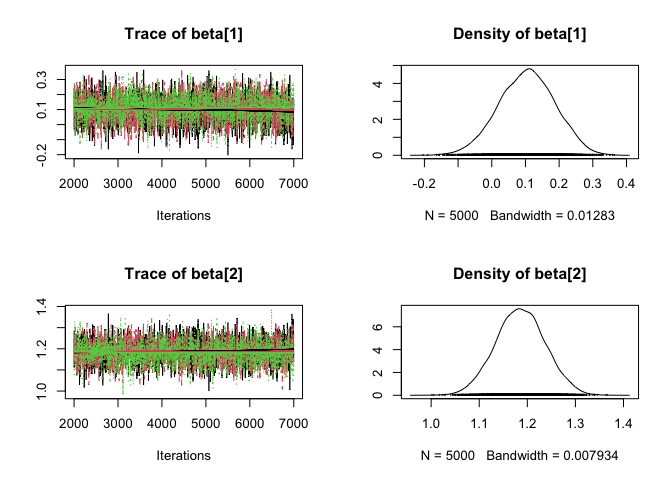 Trace of beta[1]
0.3
0.1
-0.2
2000 3000 4000 5000 6000 7000
Iterations
Density of beta[1]
4
2
0
-0.2 0.0 0.1 0.2 0.3 0.4
N = 5000 Bandwidth = 0.01283
Trace of beta[2]
1.4
1.2
1.0
2000 3000 4000 5000 6000 7000
Iterations
Density of beta[2]
6
4
2
0
1.0 1.1 1.2 1.3 1.4
N = 5000 Bandwidth = 0.007934